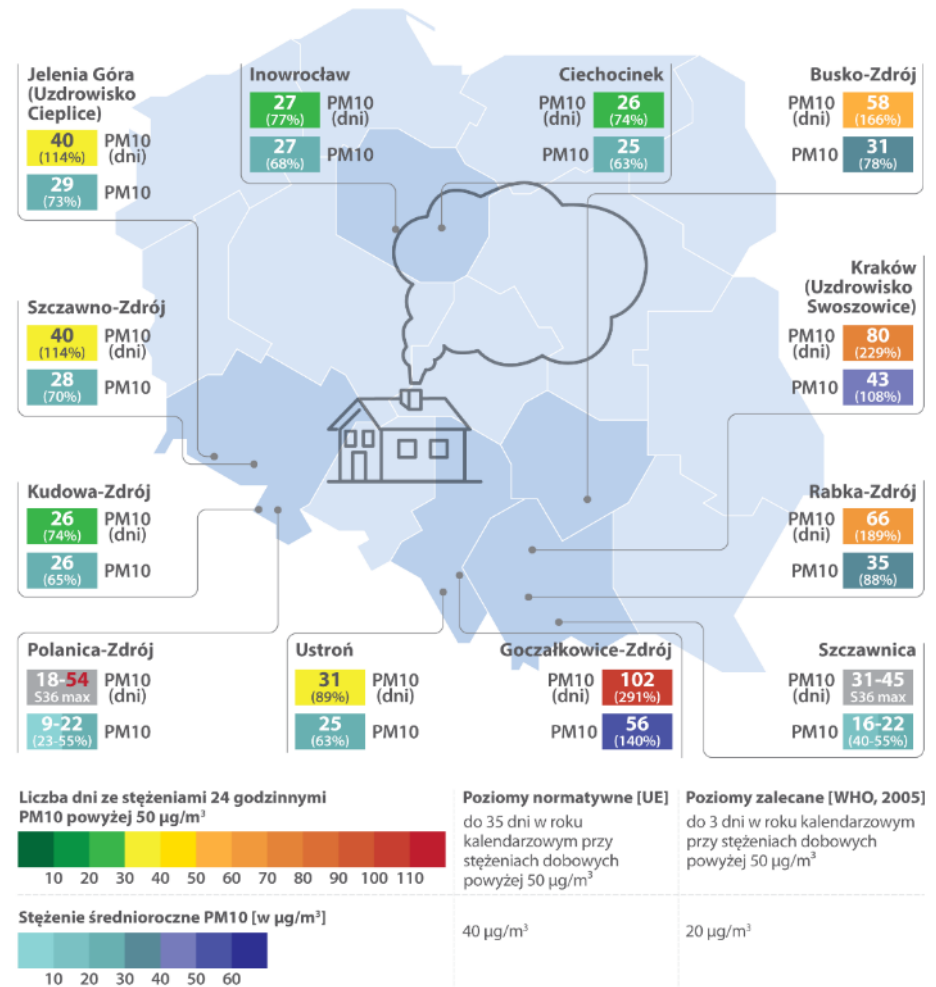 Jelenia Góra
(Uzdrowisko
Cieplice)
40
(114%)
PM10
(dni)
29
(73%)
PM10
Inowrocław
27
(77%)
PM10
(dni)
27
(68%)
PM10
Ciechocinek
PM10
(dni)
26
(74%)
PM10
25
(63%)
Busko-Zdrój
PM10
(dni)
58
(166%)
PM10
31
(78%)
Szczawno-Zdrój
40
(114%)
PM10
(dni)
28
(70%)
PM10
Kraków
(Uzdrowisko
Swoszowice)
PM10
(dni)
80
(229%)
PM10
43
(108%)
Kudowa-Zdrój
26
(74%)
PM10
(dni)
26
(65%)
PM10
Rabka-Zdrój
PM10
(dni)
66
(189%)
PM10
35
(88%)
Polanica-Zdrój
18-54
S36 max
PM10
(dni)
9-22
(23-55%)
PM10
Ustroń
31
(89%)
PM10
(dni)
25
(63%)
PM10
Goczałkowice-Zdrój
PM10
(dni)
102
(291%)
PM10
56
(140%)
Szczawnica
PM10
(dni)
31-45
S36 max
PM10
16-22
(40-55%)
Liczba dni ze stężeniami 24 godzinnymi
PM10 powyżej 50 µg/m³
10 20 30 40 50 60 70 80 90 100 110
Poziomy normatywne [UE]
do 35 dni w roku
kalendarzowym przy
stężeniach dobowych
powyżej 50 µg/m³
Poziomy zalecane [WHO, 2005]
do 3 dni w roku kalendarzowym
przy stężeniach dobowych
powyżej 50 µg/m³
Stężenie średnioroczne PM10 [w µg/m³]
10 20 30 40 50 60
40 µg/m³
20 µg/m³